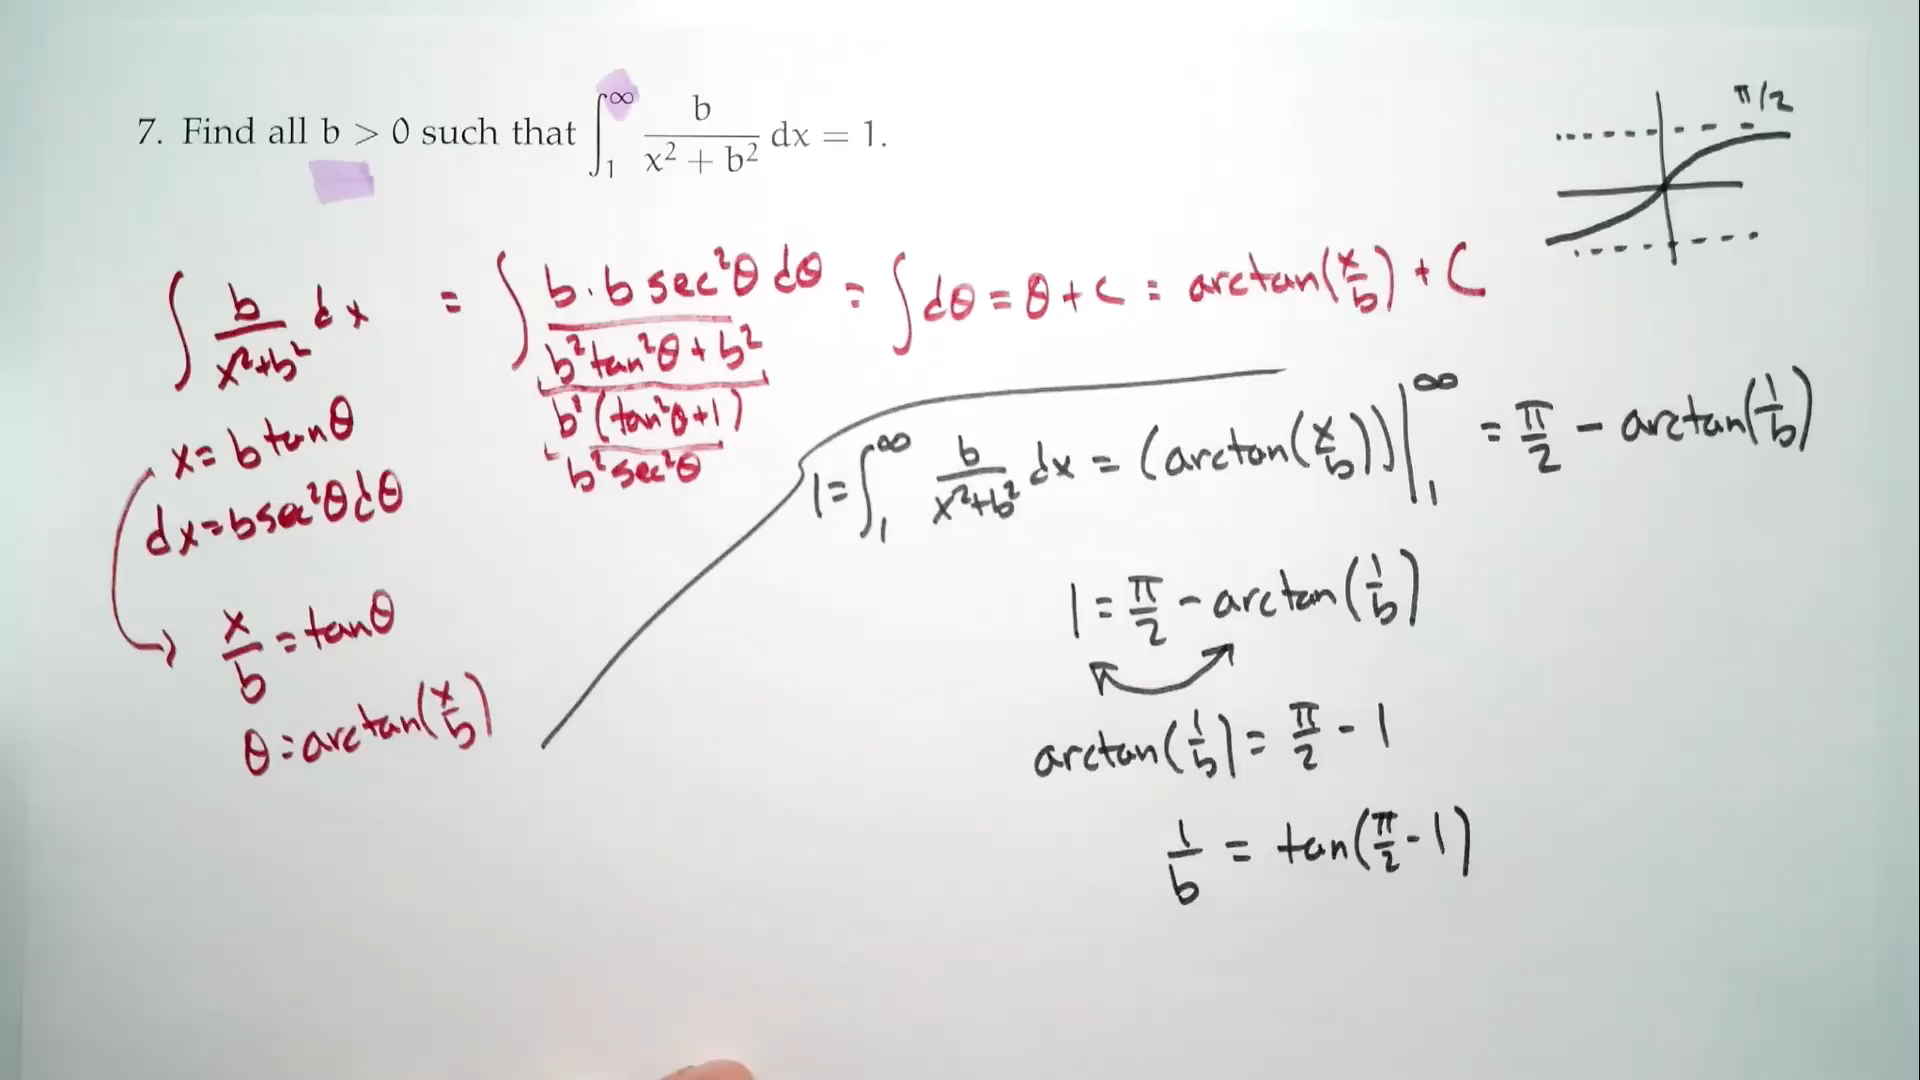 7. Find all b > 0 such that ∫₁^∞ b/(x² + b²) dx = 1.
π/2
∫ b/(x²+b²) dx = ∫ b·b sec²θ dθ/(b²tan²θ + b²) = ∫dθ = θ + C = arctan(x/b) + C
b²(tan²θ+1)
b²sec²θ
x = b tanθ
dx = b sec²θ dθ
x/b = tanθ
θ = arctan(x/b)
1 = ∫₁^∞ b/(x²+b²) dx = (arctan(x/b))|₁^∞ = π/2 − arctan(1/b)
1 = π/2 − arctan(1/b)
arctan(1/b) = π/2 − 1
1/b = tan(π/2 − 1)